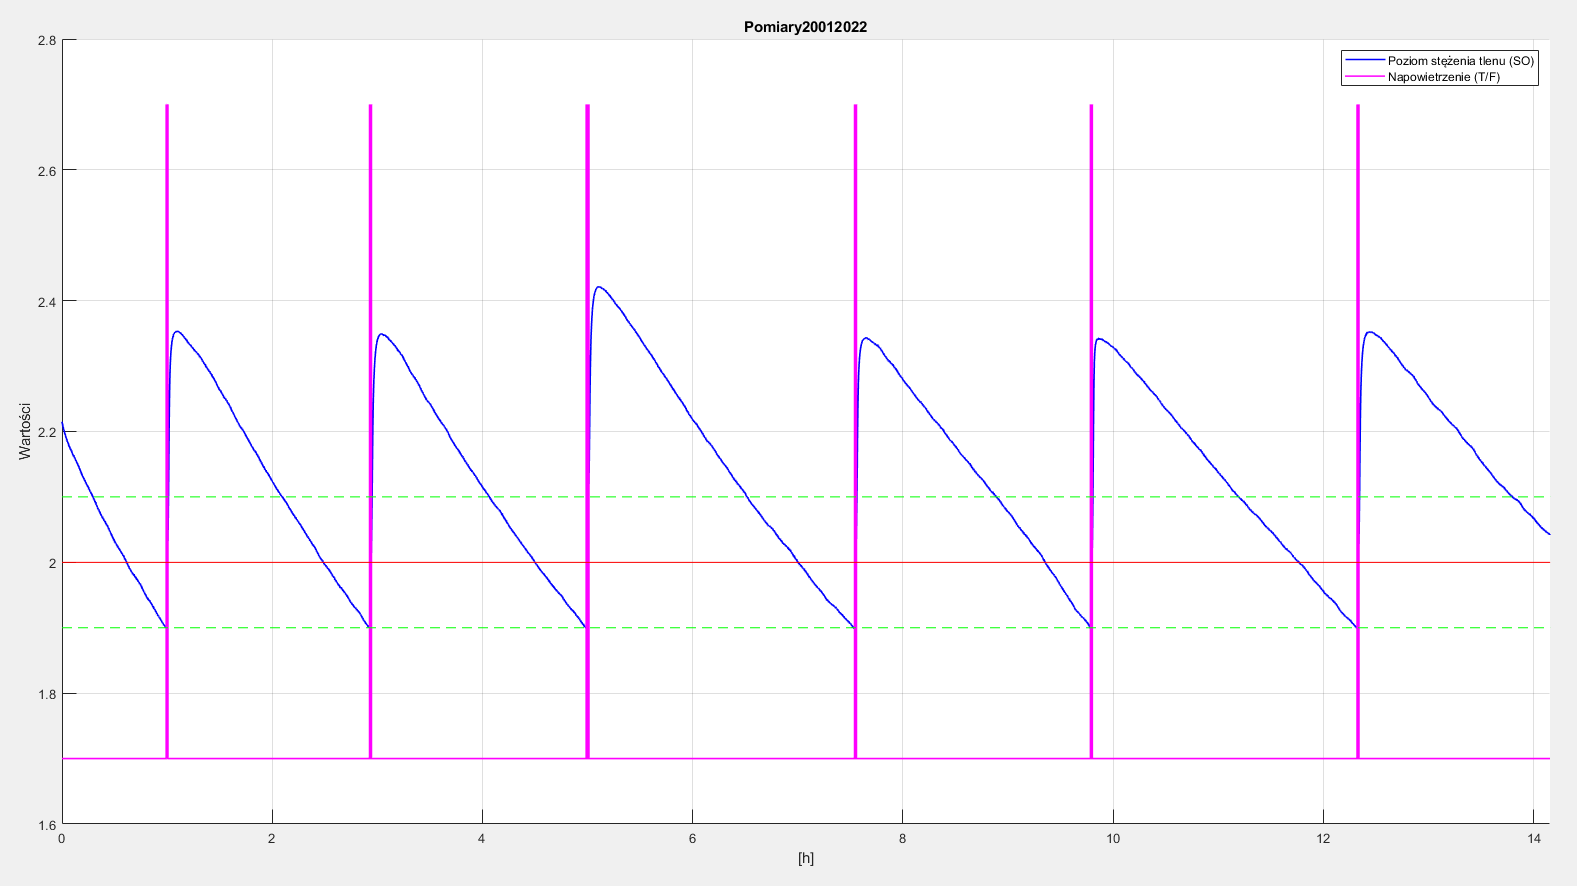 Pomiary20012022
Poziom stężenia tlenu (SO)
Napowietrzenie (T/F)
Wartości
2.8
2.6
2.4
2.2
2
1.8
1.6
0 2 4 6 8 10 12 14
[h]